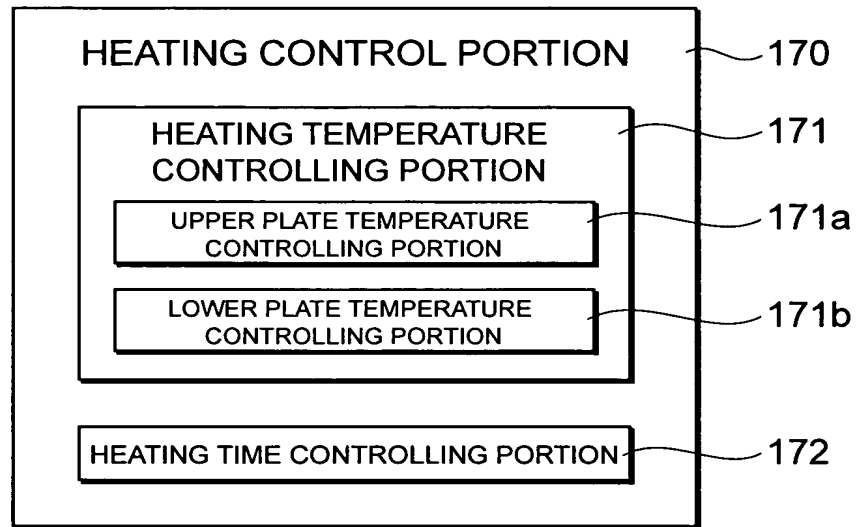 HEATING CONTROL PORTION
170
HEATING TEMPERATURE
CONTROLLING PORTION
171
UPPER PLATE TEMPERATURE
CONTROLLING PORTION
171a
LOWER PLATE TEMPERATURE
CONTROLLING PORTION
171b
HEATING TIME CONTROLLING PORTION
172